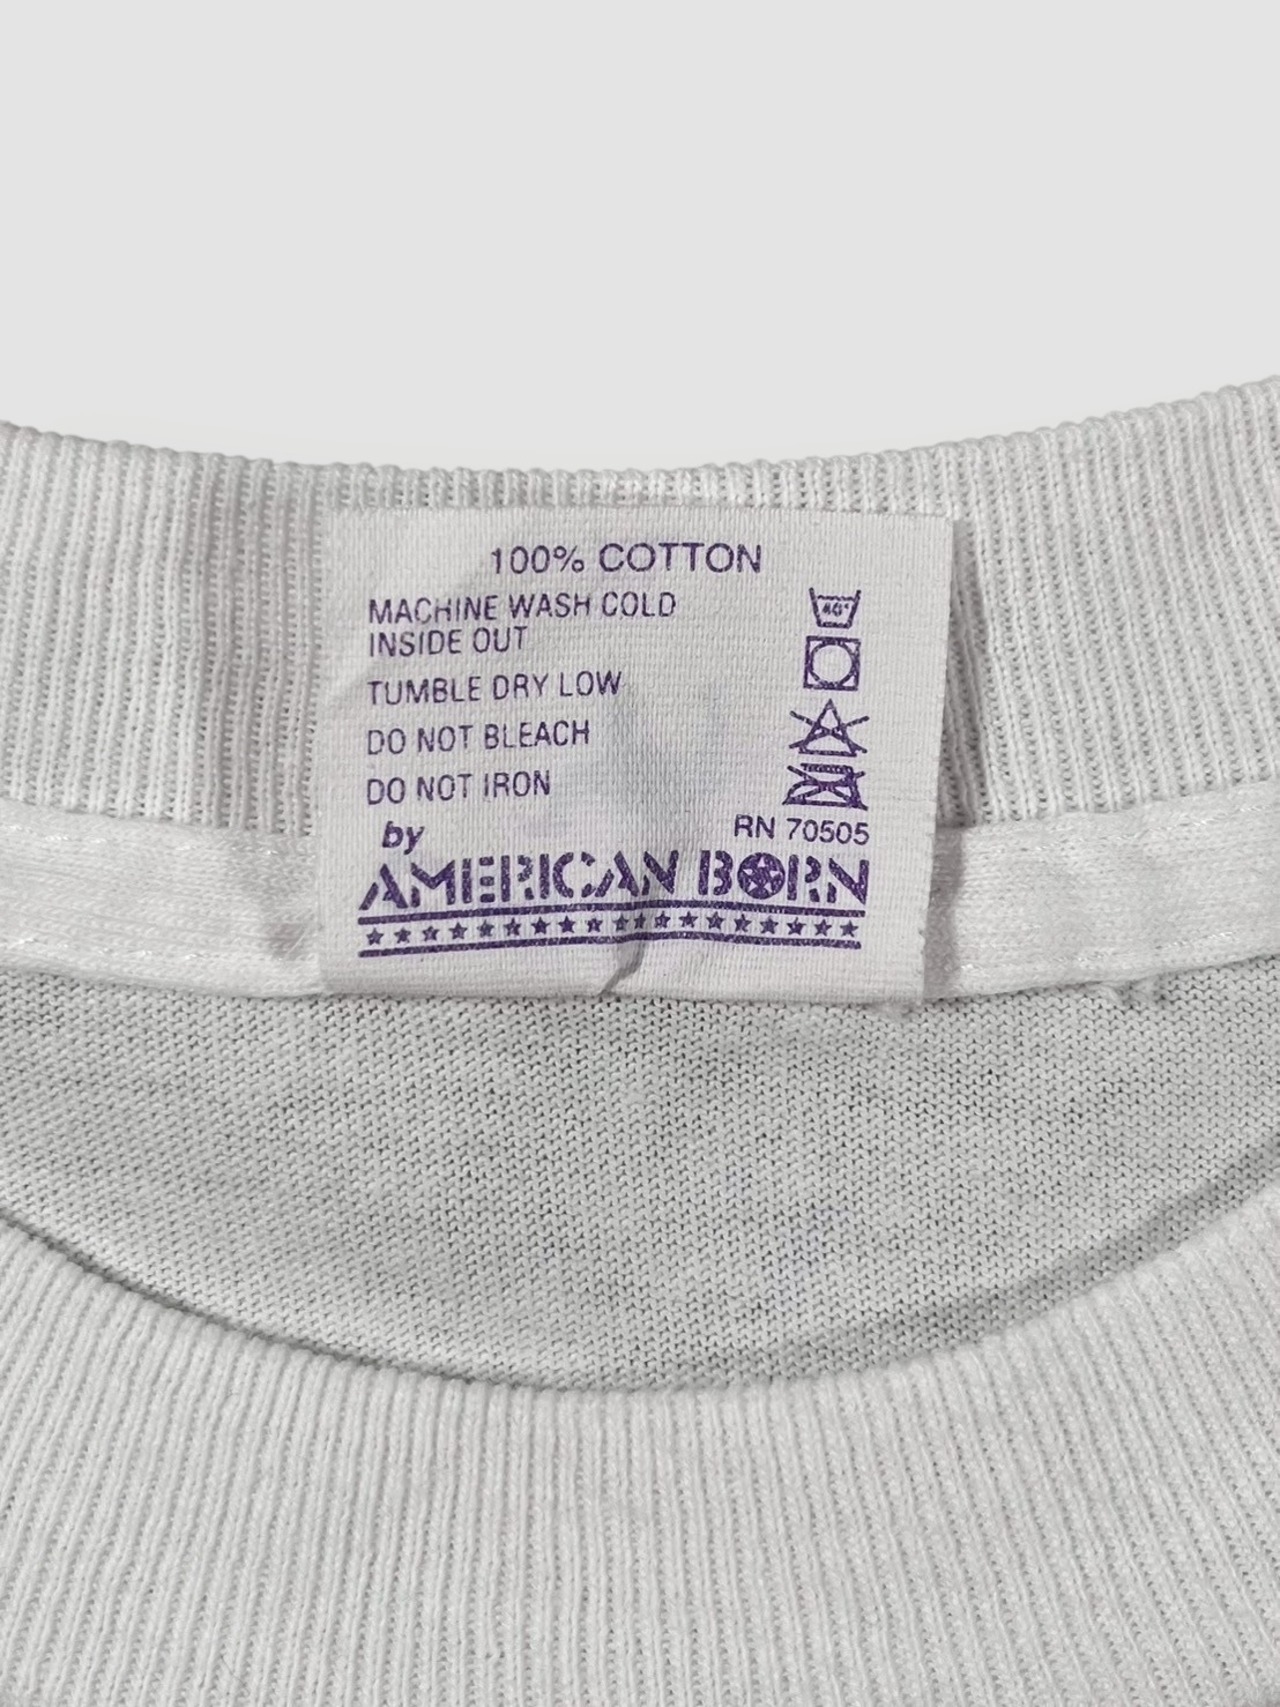 100% COTTON
MACHINE WASH COLD
INSIDE OUT
40°
TUMBLE DRY LOW
DO NOT BLEACH
DO NOT IRON
by
RN 70505
AMERICAN BORN